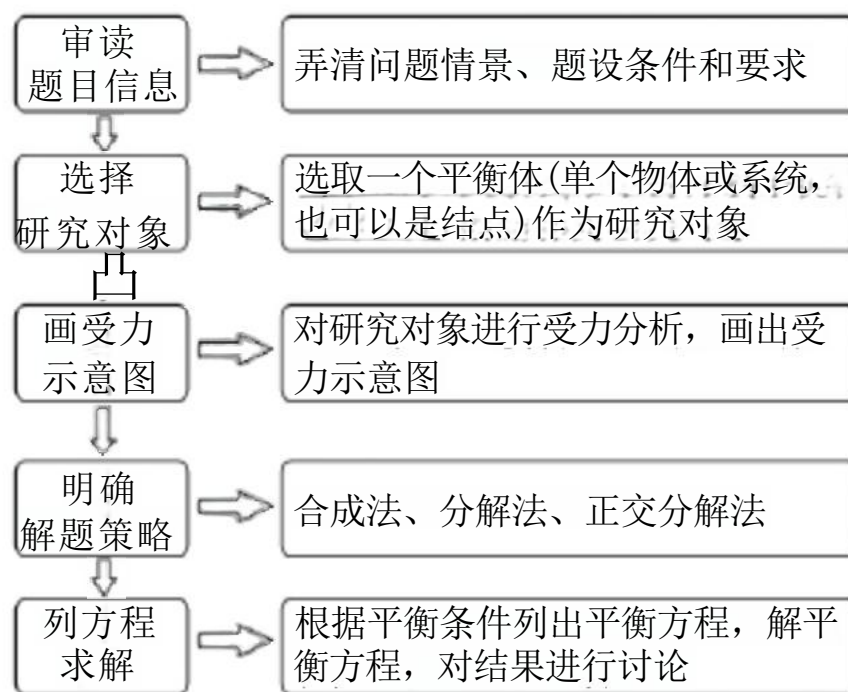 审读
题目信息
弄清问题情景、题设条件和要求
选择
研究对象
选取一个平衡体(单个物体或系统,
也可以是结点)作为研究对象
凸
画受力
示意图
对研究对象进行受力分析，画出受
力示意图
明确
解题策略
合成法、分解法、正交分解法
列方程
求解
根据平衡条件列出平衡方程，解平
衡方程，对结果进行讨论